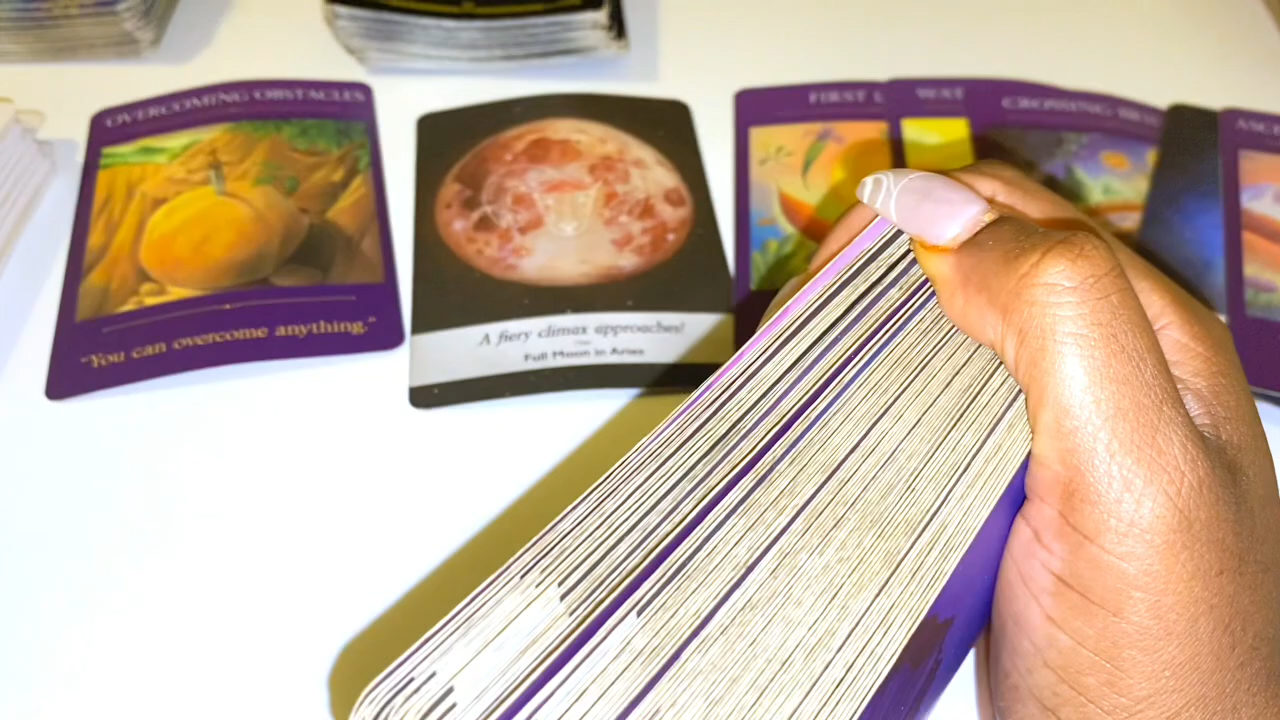 OVERCOMING OBSTACLES
"You can overcome anything."
A fiery climax approaches!
Full Moon in Aries
FIRST
CROSSING